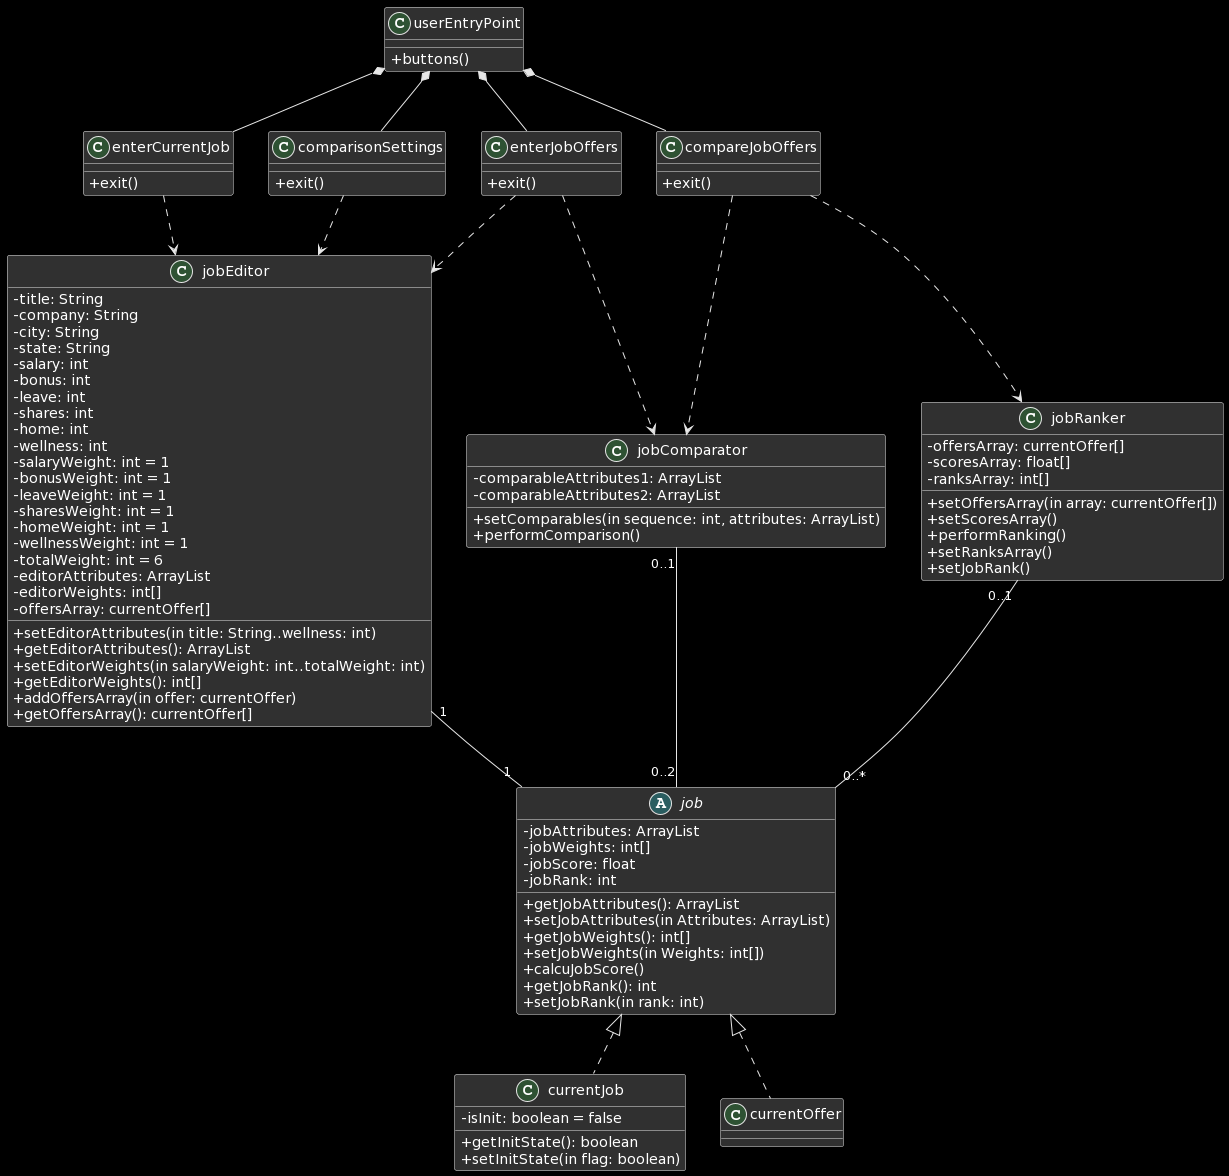 C userEntryPoint
+buttons()
C enterCurrentJob
+exit()
C comparisonSettings
+exit()
C enterJobOffers
+exit()
C compareJobOffers
+exit()
C jobEditor
-title: String
-company: String
-city: String
-state: String
-salary: int
-bonus: int
-leave: int
-shares: int
-home: int
-wellness: int
-salaryWeight: int = 1
-bonusWeight: int = 1
-leaveWeight: int = 1
-sharesWeight: int = 1
-homeWeight: int = 1
-wellnessWeight: int = 1
-totalWeight: int = 6
-editorAttributes: ArrayList
-editorWeights: int[]
-offersArray: currentOffer[]
+setEditorAttributes(in title: String..wellness: int)
+getEditorAttributes(): ArrayList
+setEditorWeights(in salaryWeight: int..totalWeight: int)
+getEditorWeights(): int[]
+addOffersArray(in offer: currentOffer)
+getOffersArray(): currentOffer[]
C jobComparator
-comparableAttributes1: ArrayList
-comparableAttributes2: ArrayList
+setComparables(in sequence: int, attributes: ArrayList)
+performComparison()
C jobRanker
-offersArray: currentOffer[]
-scoresArray: float[]
-ranksArray: int[]
+setOffersArray(in array: currentOffer[])
+setScoresArray()
+performRanking()
+setRanksArray()
+setJobRank()
0..1
0..1
1
1
0..2
0..*
A job
-jobAttributes: ArrayList
-jobWeights: int[]
-jobScore: float
-jobRank: int
+getJobAttributes(): ArrayList
+setJobAttributes(in Attributes: ArrayList)
+getJobWeights(): int[]
+setJobWeights(in Weights: int[])
+calcuJobScore()
+getJobRank(): int
+setJobRank(in rank: int)
C currentJob
-isInit: boolean = false
+getInitState(): boolean
+setInitState(in flag: boolean)
C currentOffer